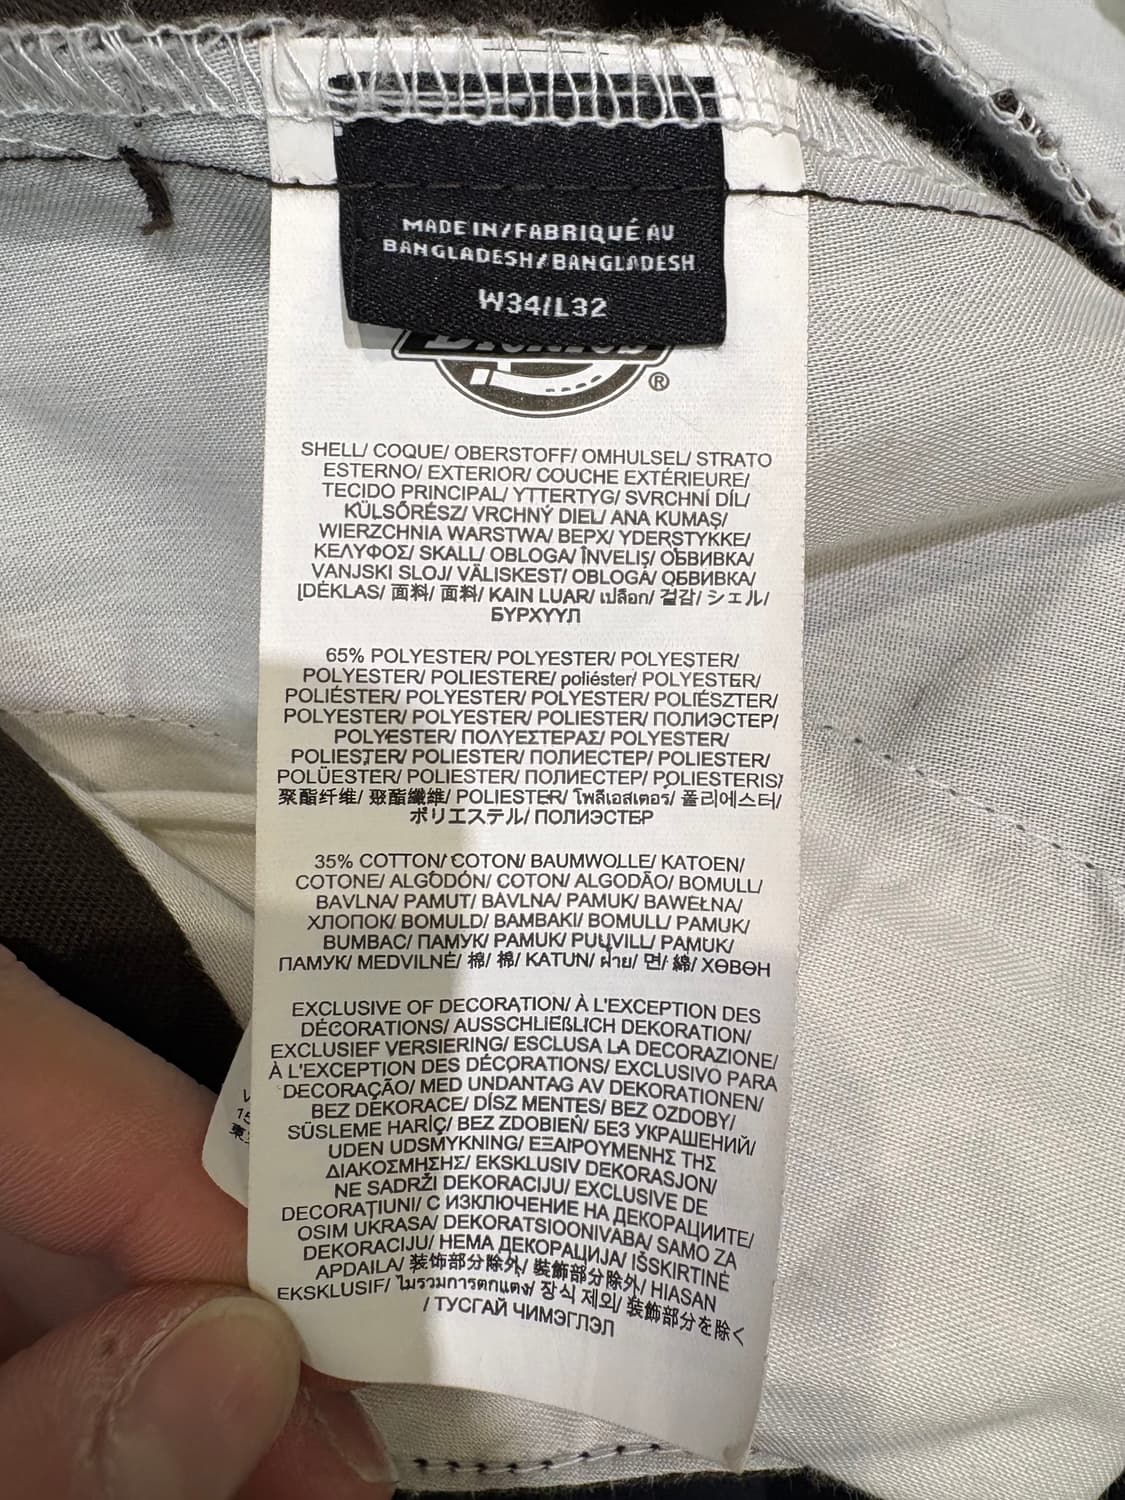 MADE IN/FABRIQUÉ AU
BANGLADESH/BANGLADESH
W34/L32
Dickies
®
SHELL/ COQUE/ OBERSTOFF/ OMHULSEL/ STRATO
ESTERNO/ EXTERIOR/ COUCHE EXTÉRIEURE/
TECIDO PRINCIPAL/ YTTERTYG/ SVRCHNÍ DÍL/
KÜLSŐRÉSZ/ VRCHNÝ DIEL/ ANA KUMAŞ/
WIERZCHNIA WARSTWA/ ВЕРХ/ YDERSTYKKE/
ΚΕΛΥΦΟΣ/ SKALL/ OBLOGA/ ÎNVELIŞ/ ОБВИВКА/
VANJSKI SLOJ/ VÄLISKEST/ OBLOGA/ ОБВИВКА/
ĮDĖKLAS/ 面料/ 面料/ KAIN LUAR/ เปลือก/ 겉감/ シェル/
БҮРХҮҮЛ
65% POLYESTER/ POLYESTER/ POLYESTER/
POLYESTER/ POLIESTERE/ poliéster/ POLYESTER/
POLIÉSTER/ POLYESTER/ POLYESTER/ POLIÉSZTER/
POLYESTER/ POLYESTER/ POLYESTER/ ПОЛИЭСТЕР/
POLYESTER/ ΠΟΛΥΕΣΤΕΡΑΣ/ POLYESTER/
POLIESTER/ POLIESTER/ ПОЛИЕСТЕР/ POLIESTER/
POLÜESTER/ POLIESTER/ ПОЛИЕСТЕР/ POLIESTERIS/
聚酯纤维/ 聚酯纖維/ POLIESTER/ โพลีเอสเตอร์/ 폴리에스터/
ポリエステル/ ПОЛИЭСТЕР
35% COTTON/ COTON/ BAUMWOLLE/ KATOEN/
COTONE/ ALGODÓN/ COTON/ ALGODÃO/ BOMULL/
BAVLNA/ PAMUT/ BAVLNA/ PAMUK/ BAWEŁNA/
ХЛОПОК/ BOMULD/ ΒΑΜΒΑΚΙ/ BOMULL/ PAMUK/
BUMBAC/ ПАМУК/ PAMUK/ PUUVILL/ PAMUK/
ПАМУК/ MEDVILNĖ/ 棉/ 棉/ KATUN/ ฝ้าย/ 면/ 綿/ ХӨВӨН
EXCLUSIVE OF DECORATION/ À L'EXCEPTION DES
DÉCORATIONS/ AUSSCHLIEßLICH DEKORATION/
EXCLUSIEF VERSIERING/ ESCLUSA LA DECORAZIONE/
À L'EXCEPTION DES DÉCORATIONS/ EXCLUSIVO PARA
DECORAÇÃO/ MED UNDANTAG AV DEKORATIONEN/
BEZ DEKORACE/ DÍSZ MENTES/ BEZ OZDOBY/
SÜSLEME HARİÇ/ BEZ ZDOBIEŃ/ БЕЗ УКРАШЕНИЙ/
UDEN UDSMYKNING/ ΕΞΑΙΡΟΥΜΕΝΗΣ ΤΗΣ
ΔΙΑΚΟΣΜΗΣΗΣ/ EKSKLUSIV DEKORASJON/
NE SADRŽI DEKORACIJU/ EXCLUSIVE DE
DECORAŢIUNI/ С ИЗКЛЮЧЕНИЕ НА ДЕКОРАЦИИТЕ/
OSIM UKRASA/ DEKORATSIOONIVABA/ SAMO ZA
DEKORACIJU/ НЕМА ДЕКОРАЦИЈА/ IŠSKIRTINĖ
APDAILA/ 装饰部分除外/ 裝飾部分除外/ HIASAN
EKSKLUSIF/ ไม่รวมการตกแต่ง/ 장식 제외/ 装飾部分を除く
/ ТУСГАЙ ЧИМЭГЛЭЛ